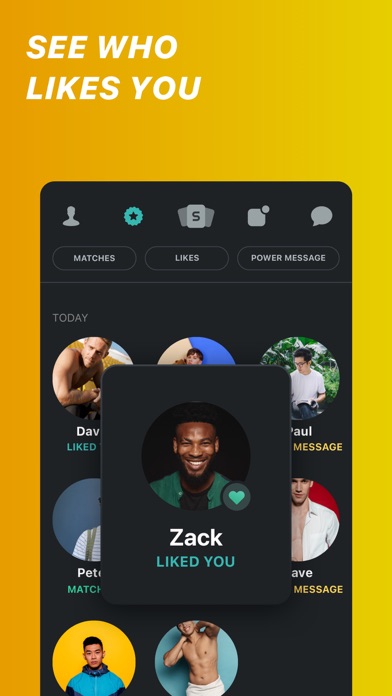 SEE WHO
LIKES YOU
S
MATCHES
LIKES
POWER MESSAGE
TODAY
Dav
Paul
LIKED
MESSAGE
Zack
LIKED YOU
Pete
ave
MATCH
MESSAGE